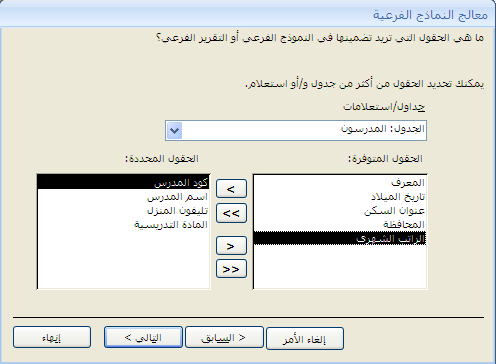 معالج النماذج الفرعية
ما هي الحقول التي تريد تضمينها في النموذج الفرعي أو التقرير الفرعي؟
يمكنك تحديد الحقول من أكثر من جدول و/أو استعلام.
جداول/استعلامات
الجدول: المدرسون
الحقول المتوفرة:
المعرف
تاريخ الميلاد
عنوان السكن
المحافظة
الراتب الشهري
>
>>
<
<<
الحقول المحددة:
كود المدرس
اسم المدرس
تليفون المنزل
المادة التدريسية
إلغاء الأمر
< السابق
التالي >
إنهاء